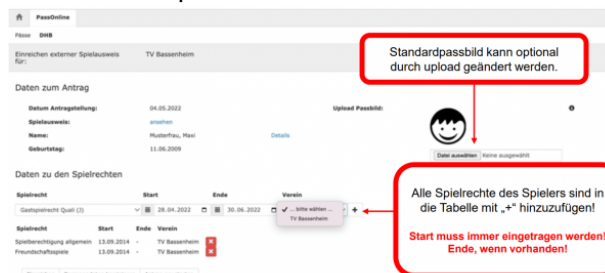 PassOnline
Pässe DHB
Einreichen externer Spielausweis für: TV Bassenheim
Standardpassbild kann optional durch upload geändert werden.
Daten zum Antrag
Datum Antragstellung: 04.05.2022 Upload Passbild:
Spielausweis: ansehen
Name: Musterfrau, Maxi Details
Geburtstag: 11.06.2009
Datei auswählen Keine ausgewählt
Daten zu den Spielrechten
Spielrecht Start Ende Verein
Gastspielrecht Quali (J) 28.04.2022 30.06.2022 ✓ ... bitte wählen ... +
TV Bassenheim
Spielrecht Start Ende Verein
Spielberechtigung allgemein 13.09.2014 - TV Bassenheim
Freundschaftsspiele 13.09.2014 - TV Bassenheim
Alle Spielrechte des Spielers sind in
die Tabelle mit „+“ hinzuzufügen!
Start muss immer eingetragen werden!
Ende, wenn vorhanden!